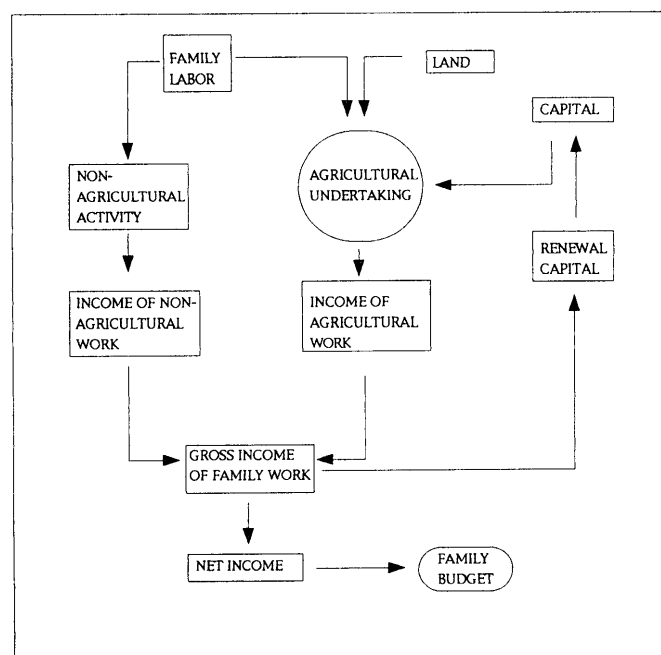 FAMILY
LABOR
LAND
CAPITAL
NON-
AGRICULTURAL
ACTIVITY
AGRICULTURAL
UNDERTAKING
RENEWAL
CAPITAL
INCOME OF NON-
AGRICULTURAL
WORK
INCOME OF
AGRICULTURAL
WORK
GROSS INCOME
OF FAMILY WORK
NET INCOME
FAMILY
BUDGET